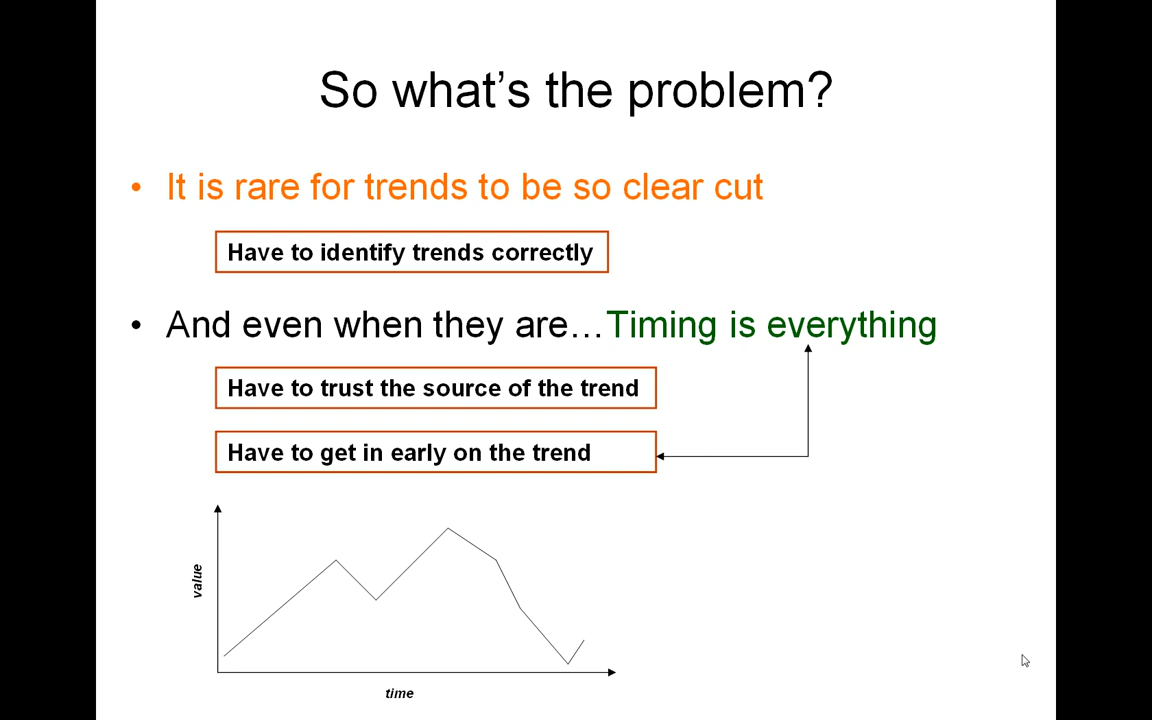 So what's the problem?
• It is rare for trends to be so clear cut
Have to identify trends correctly
• And even when they are…Timing is everything
Have to trust the source of the trend
Have to get in early on the trend
value
time